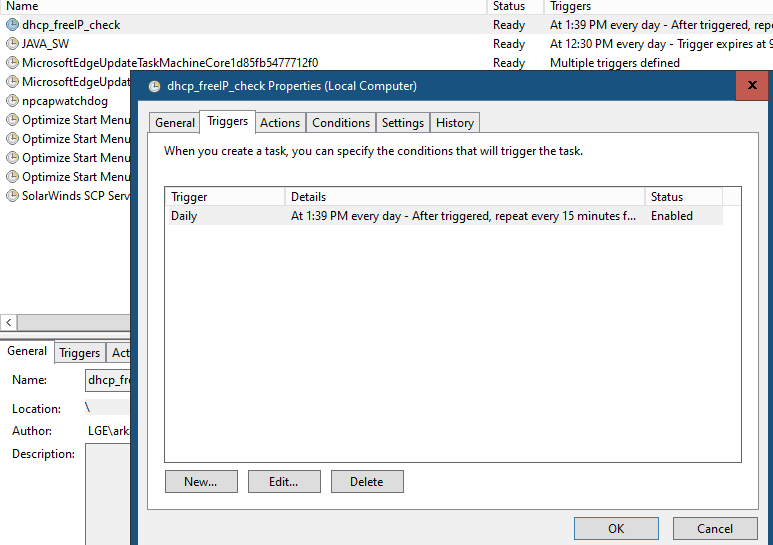 Name Status Triggers
dhcp_freeIP_check Ready At 1:39 PM every day - After triggered, rep
JAVA_SW Ready At 12:30 PM every day - Trigger expires at 9
MicrosoftEdgeUpdateTaskMachineCore1d85fb5477712f0 Ready Multiple triggers defined
MicrosoftEdgeUpdat
npcapwatchdog
Optimize Start Menu
Optimize Start Menu
Optimize Start Menu
Optimize Start Menu
SolarWinds SCP Serv
dhcp_freeIP_check Properties (Local Computer)
General Triggers Actions Conditions Settings History
When you create a task, you can specify the conditions that will trigger the task.
Trigger Details Status
Daily At 1:39 PM every day - After triggered, repeat every 15 minutes f... Enabled
New... Edit... Delete
OK Cancel
General Triggers Act
Name: dhcp_fre
Location: \
Author: LGE\ark
Description: